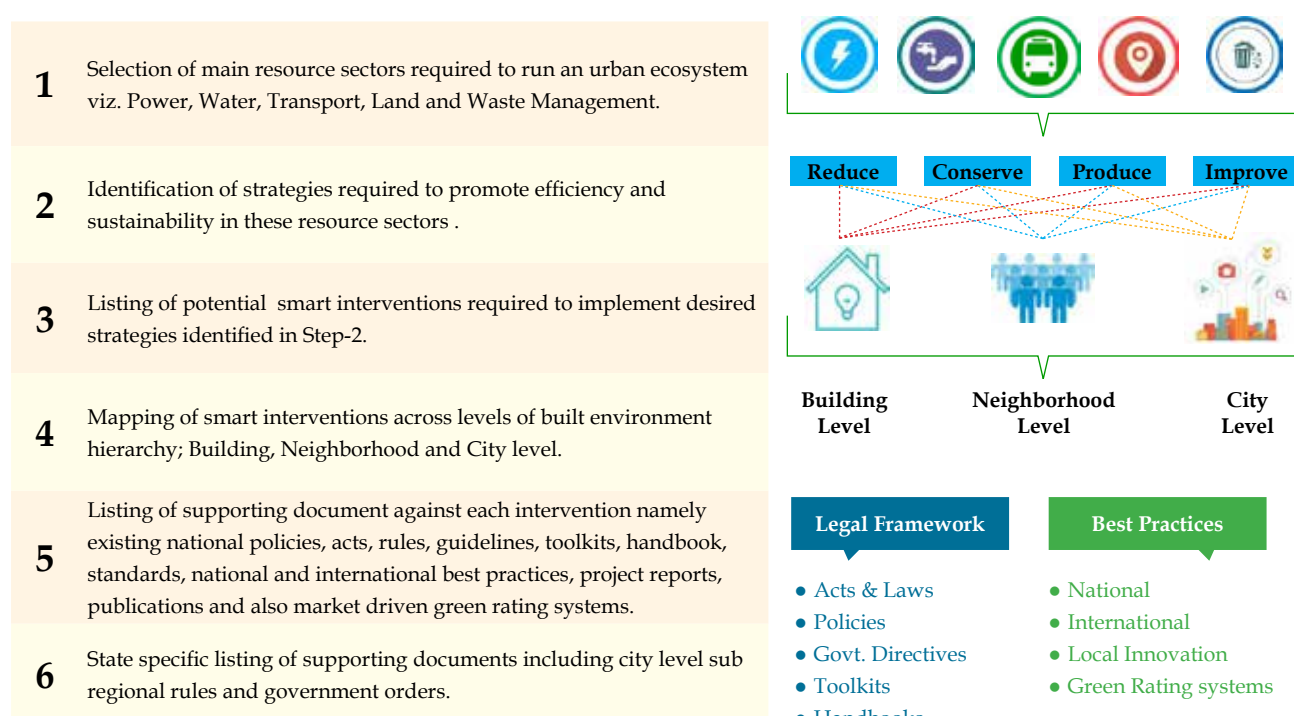 1
Selection of main resource sectors required to run an urban ecosystem
viz. Power, Water, Transport, Land and Waste Management.
2
Identification of strategies required to promote efficiency and
sustainability in these resource sectors .
3
Listing of potential smart interventions required to implement desired
strategies identified in Step-2.
4
Mapping of smart interventions across levels of built environment
hierarchy; Building, Neighborhood and City level.
5
Listing of supporting document against each intervention namely
existing national policies, acts, rules, guidelines, toolkits, handbook,
standards, national and international best practices, project reports,
publications and also market driven green rating systems.
6
State specific listing of supporting documents including city level sub
regional rules and government orders.
Reduce
Conserve
Produce
Improve
Building
Level
Neighborhood
Level
City
Level
Legal Framework
● Acts & Laws
● Policies
● Govt. Directives
● Toolkits
● Handbooks
Best Practices
● National
● International
● Local Innovation
● Green Rating systems